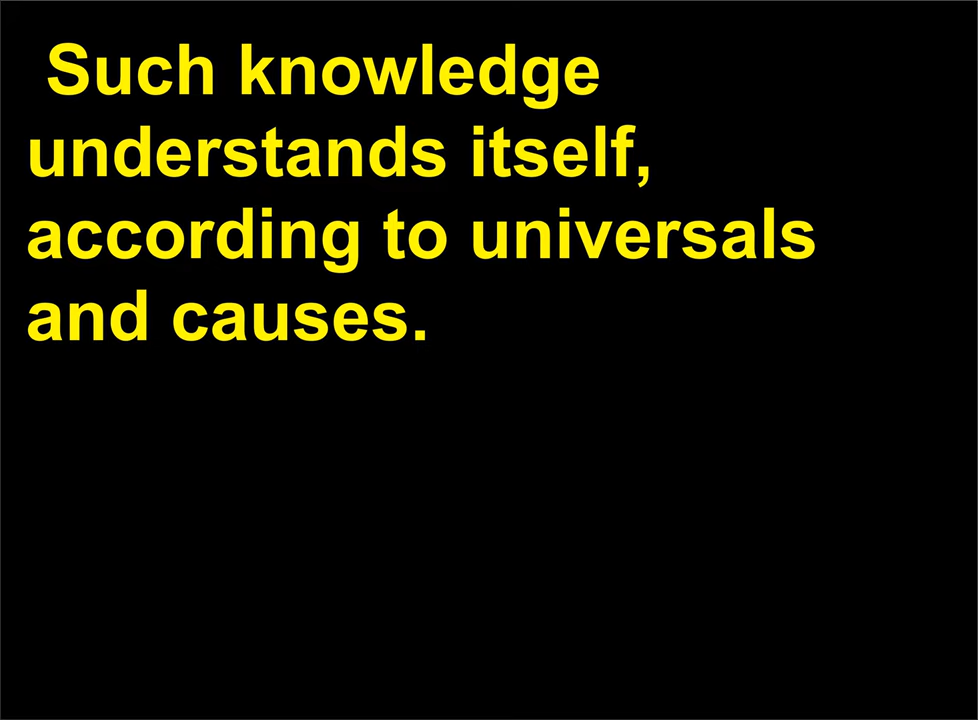 Such knowledge
understands itself,
according to universals
and causes.